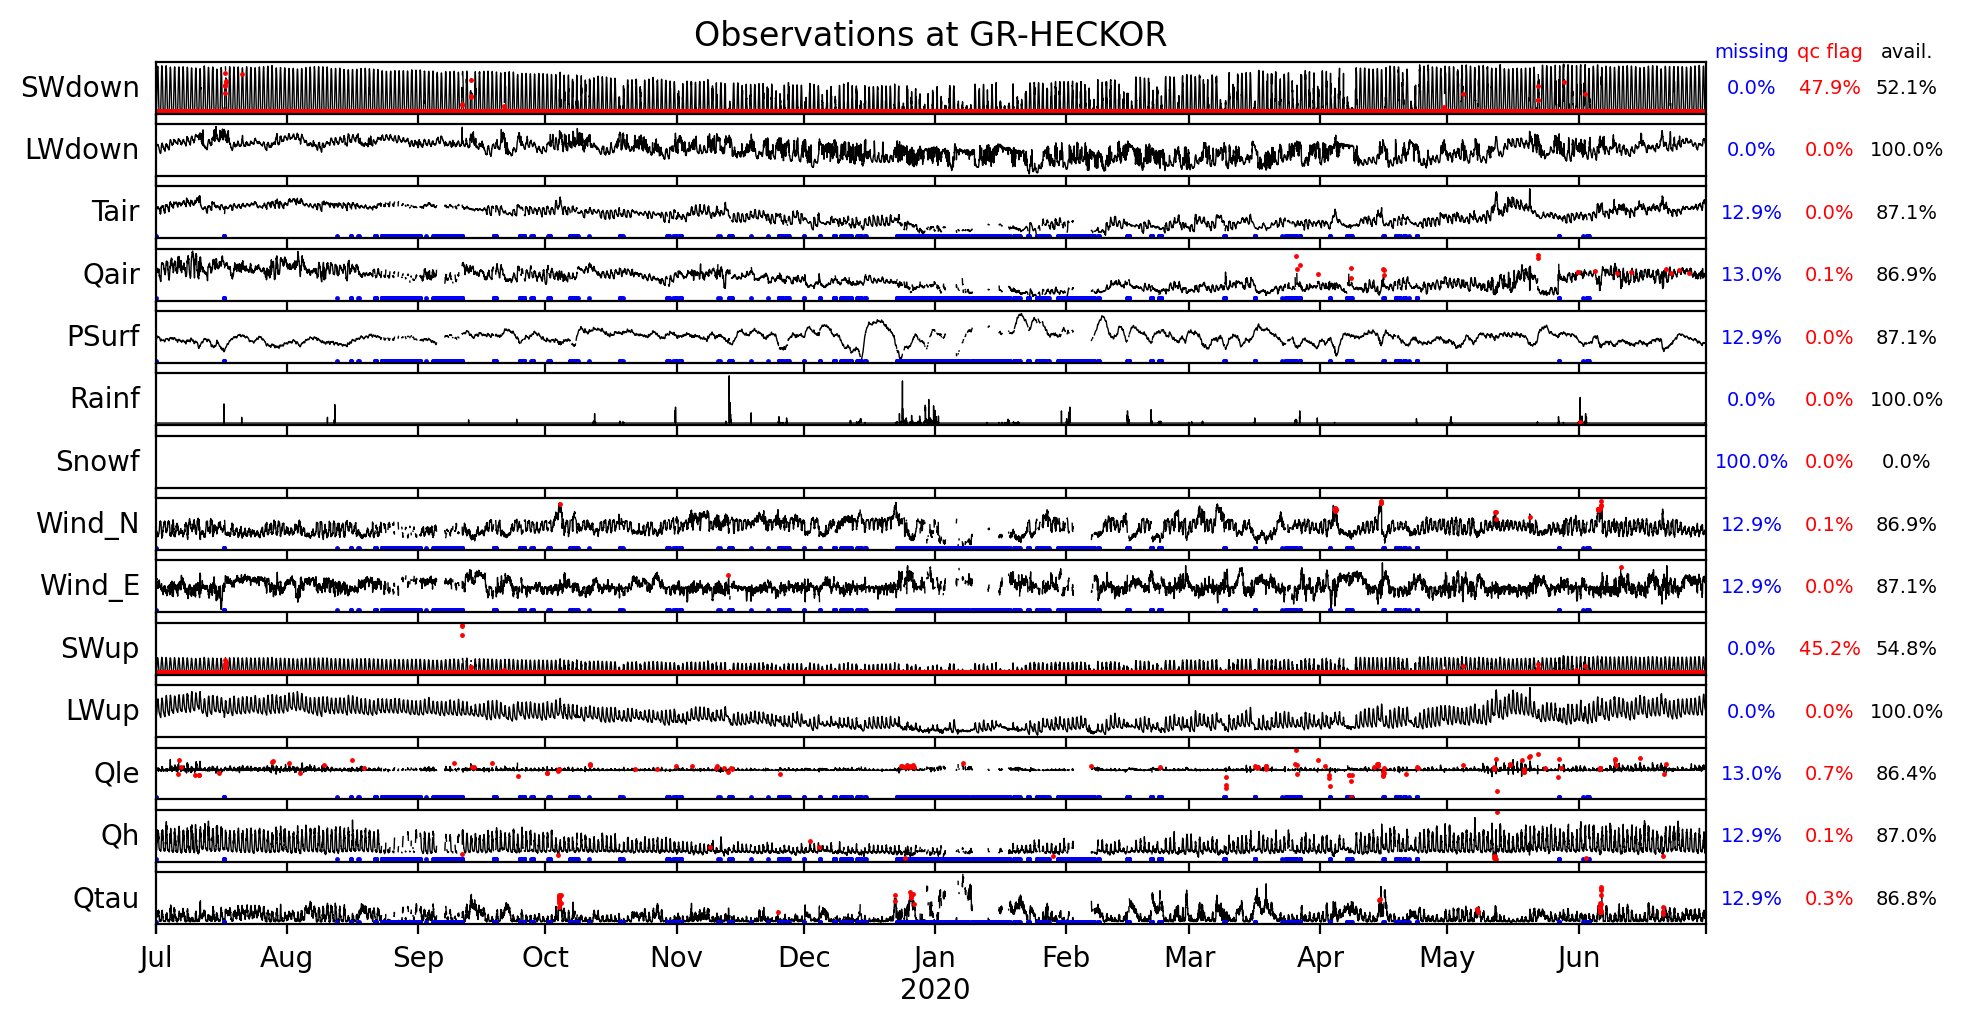 Observations at GR-HECKOR
missing qc flag avail.
SWdown 0.0% 47.9% 52.1%
LWdown 0.0% 0.0% 100.0%
Tair 12.9% 0.0% 87.1%
Qair 13.0% 0.1% 86.9%
PSurf 12.9% 0.0% 87.1%
Rainf 0.0% 0.0% 100.0%
Snowf 100.0% 0.0% 0.0%
Wind_N 12.9% 0.1% 86.9%
Wind_E 12.9% 0.0% 87.1%
SWup 0.0% 45.2% 54.8%
LWup 0.0% 0.0% 100.0%
Qle 13.0% 0.7% 86.4%
Qh 12.9% 0.1% 87.0%
Qtau 12.9% 0.3% 86.8%
Jul Aug Sep Oct Nov Dec Jan Feb Mar Apr May Jun
2020